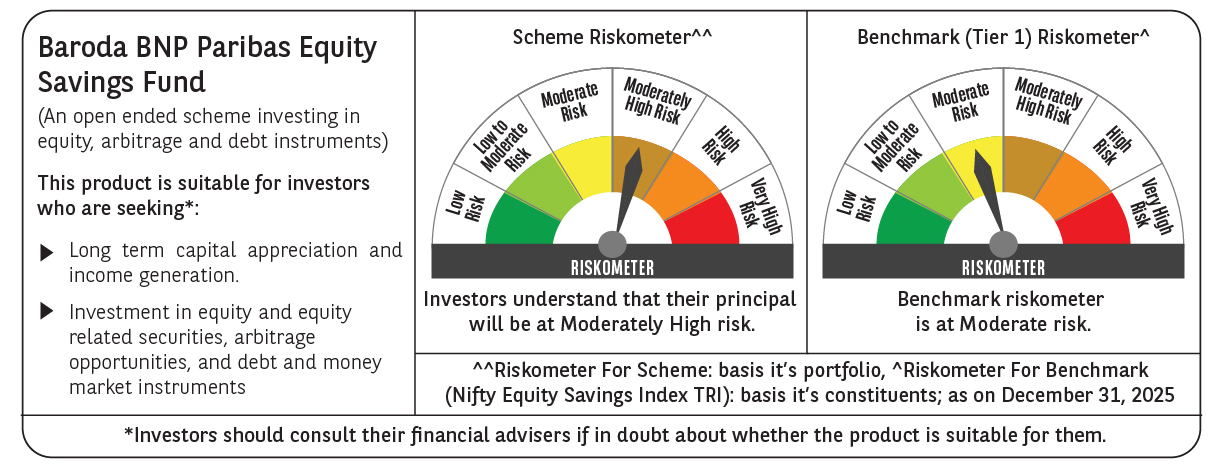 Baroda BNP Paribas Equity
Savings Fund
(An open ended scheme investing in
equity, arbitrage and debt instruments)
This product is suitable for investors
who are seeking*:
Long term capital appreciation and
income generation.
Investment in equity and equity
related securities, arbitrage
opportunities, and debt and money
market instruments
Scheme Riskometer^^
Low
Risk
Low to
Moderate
Risk
Moderate
Risk
Moderately
High Risk
High
Risk
Very High
Risk
RISKOMETER
Investors understand that their principal
will be at Moderately High risk.
Benchmark (Tier 1) Riskometer^
Low
Risk
Low to
Moderate
Risk
Moderate
Risk
Moderately
High Risk
High
Risk
Very High
Risk
RISKOMETER
Benchmark riskometer
is at Moderate risk.
^^Riskometer For Scheme: basis it's portfolio, ^Riskometer For Benchmark
(Nifty Equity Savings Index TRI): basis it's constituents; as on December 31, 2025
*Investors should consult their financial advisers if in doubt about whether the product is suitable for them.